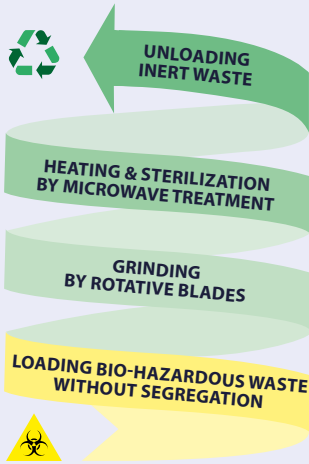 UNLOADING
INERT WASTE
HEATING & STERILIZATION
BY MICROWAVE TREATMENT
GRINDING
BY ROTATIVE BLADES
LOADING BIO-HAZARDOUS WASTE
WITHOUT SEGREGATION